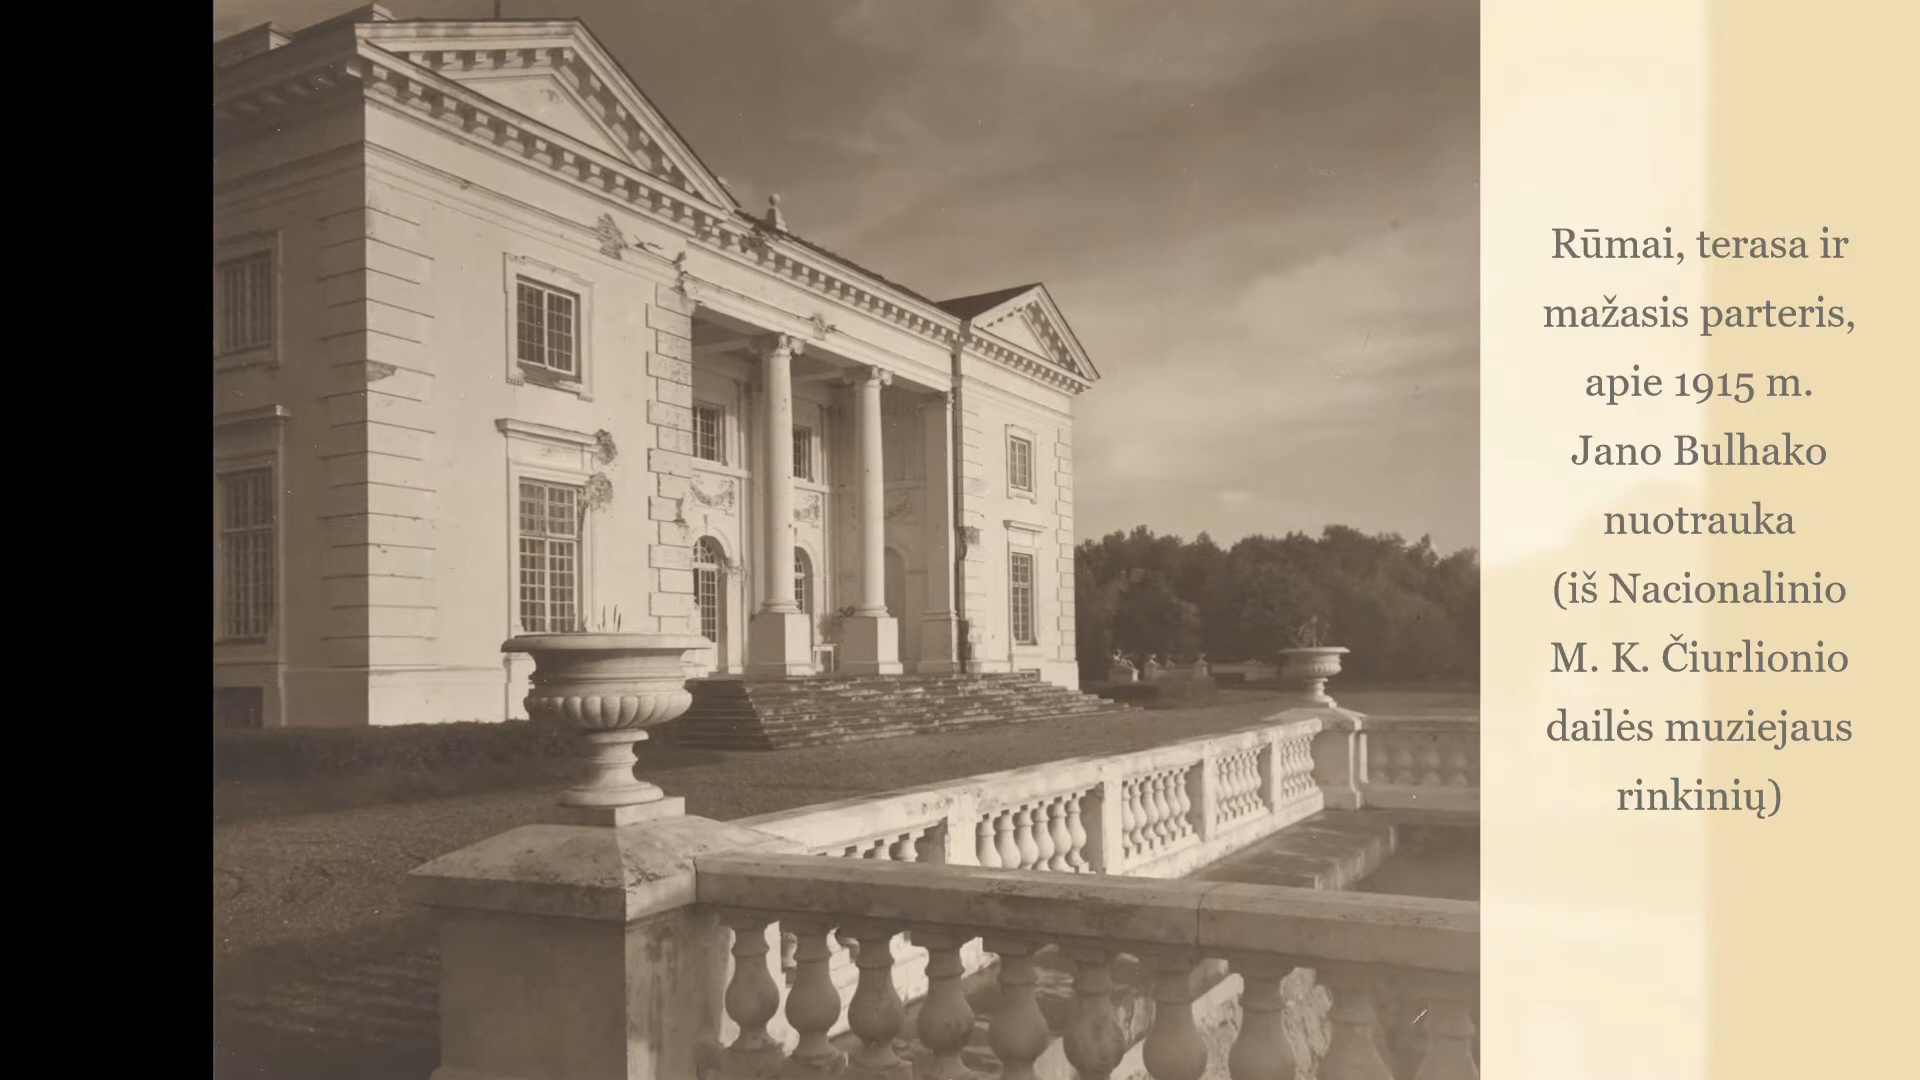 Rūmai, terasa ir
mažasis parteris,
apie 1915 m.
Jano Bulhako
nuotrauka
(iš Nacionalinio
M. K. Čiurlionio
dailės muziejaus
rinkinių)